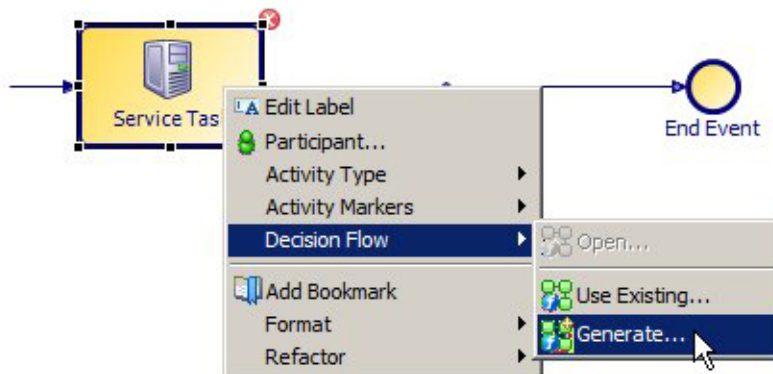 Service Tas
End Event
Edit Label
Participant...
Activity Type
Activity Markers
Decision Flow
Open...
Add Bookmark
Use Existing...
Format
Generate...
Refactor